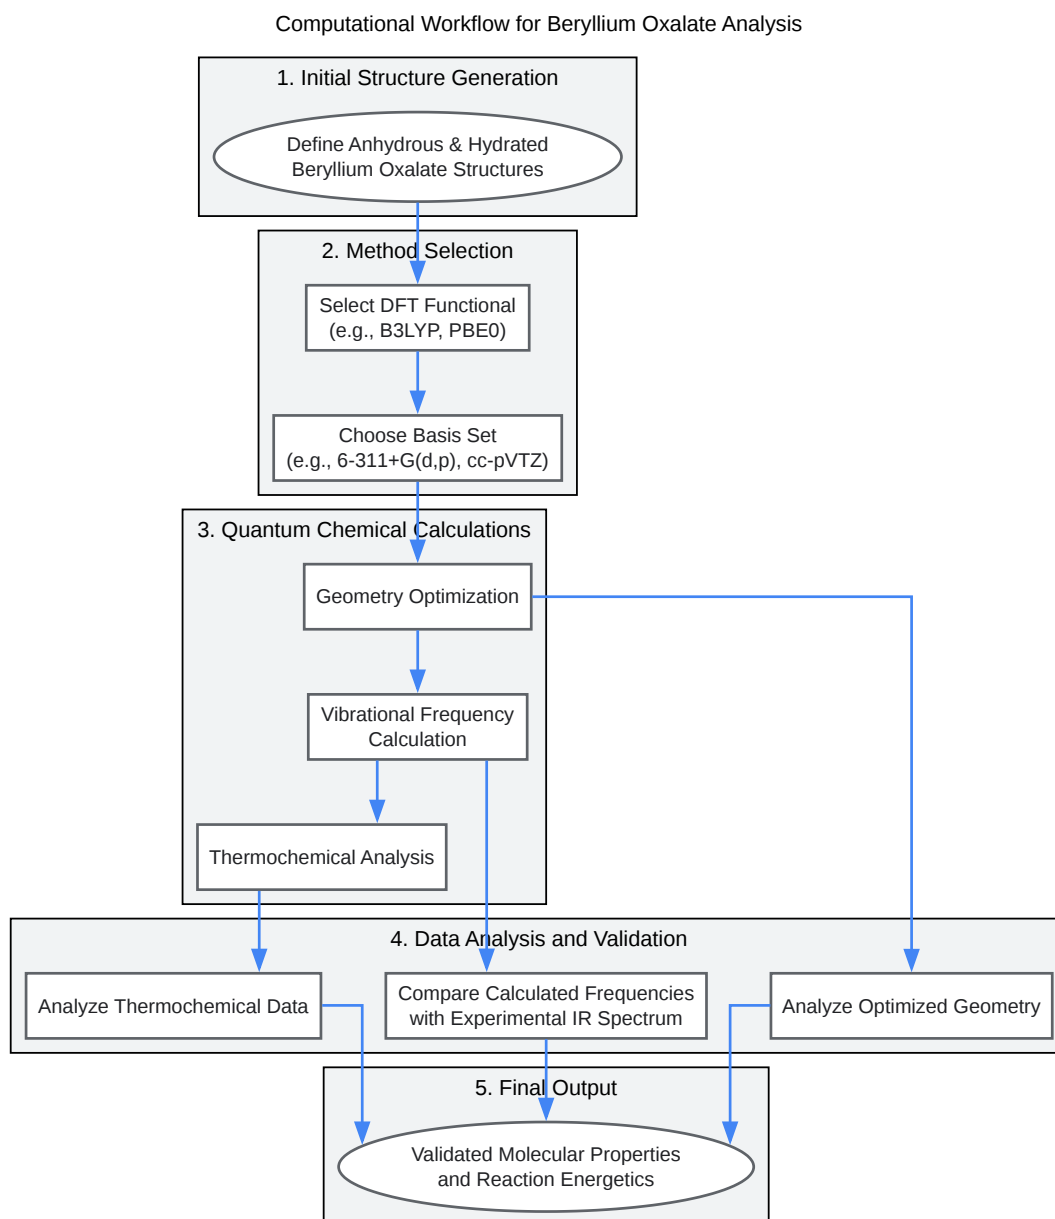 Computational Workflow for Beryllium Oxalate Analysis
1. Initial Structure Generation
Define Anhydrous & Hydrated
Beryllium Oxalate Structures
2. Method Selection
Select DFT Functional
(e.g., B3LYP, PBE0)
Choose Basis Set
(e.g., 6-311+G(d,p), cc-pVTZ)
3. Quantum Chemical Calculations
Geometry Optimization
Vibrational Frequency
Calculation
Thermochemical Analysis
4. Data Analysis and Validation
Analyze Thermochemical Data
Compare Calculated Frequencies
with Experimental IR Spectrum
Analyze Optimized Geometry
5. Final Output
Validated Molecular Properties
and Reaction Energetics